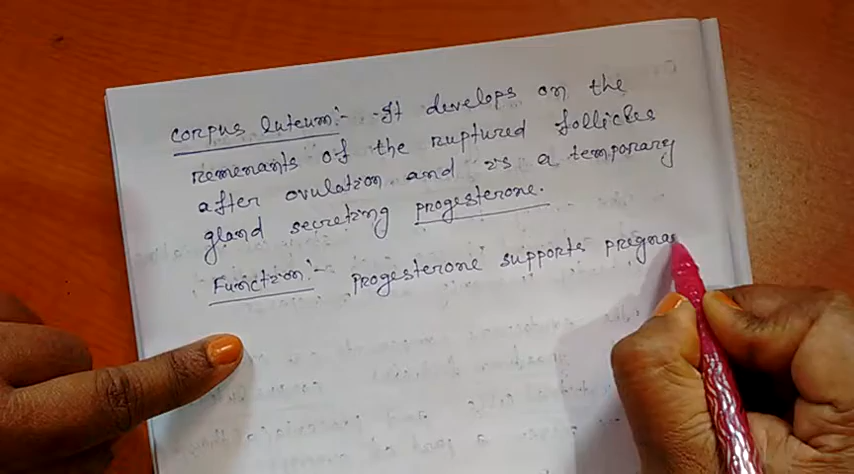 Corpus luteum:- It develops on the
remenants of the ruptured follicles
after ovulation and is a temporary
gland secreting progesterone.
Function:- progesterone supports pregna